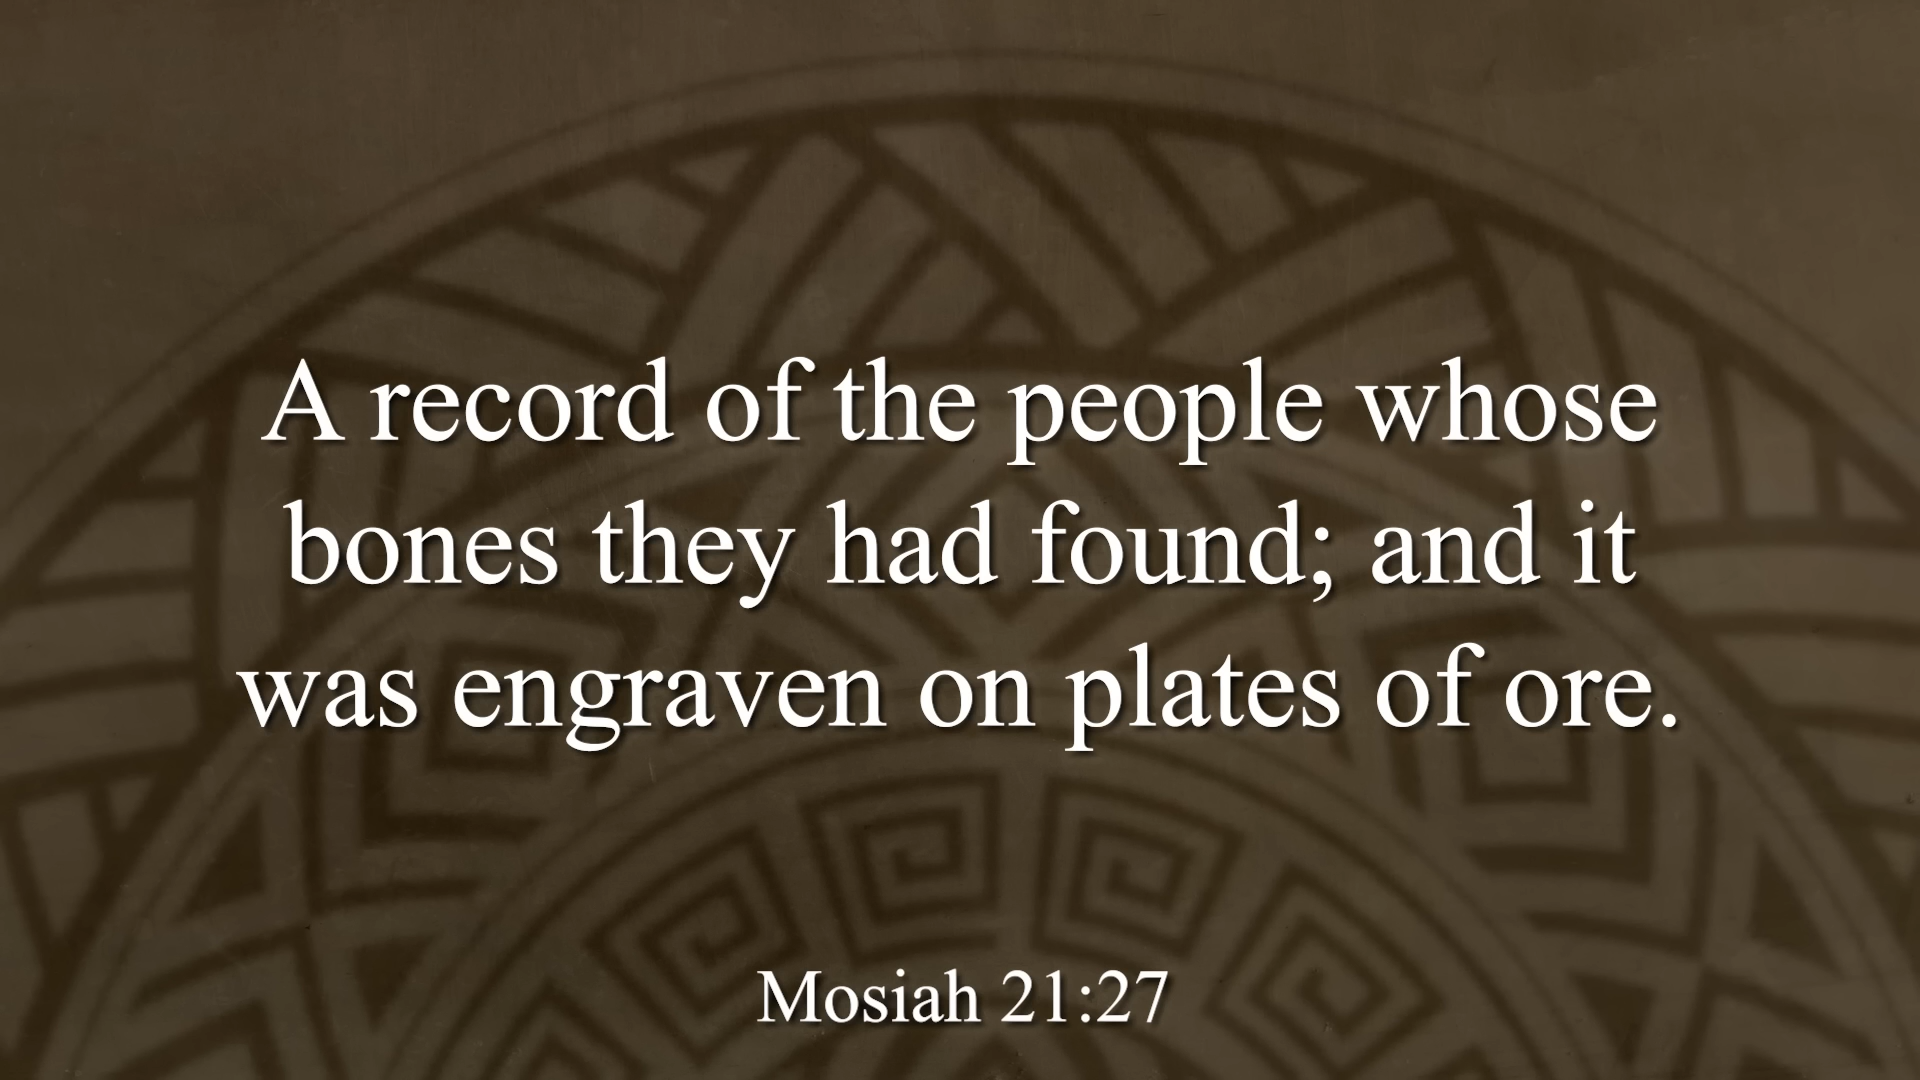 A record of the people whose
bones they had found; and it
was engraven on plates of ore.
Mosiah 21:27